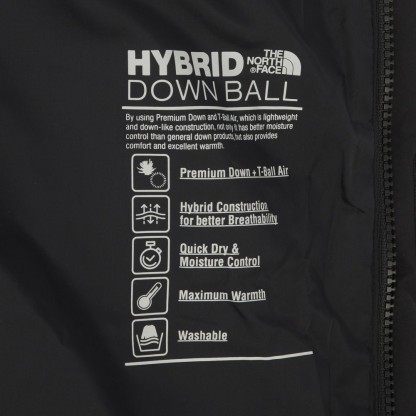 HYBRID
THE
NORTH
FACE
DOWN BALL
By using Premium Down and T-Ball Air, which is lightweight
and down-like construction, not only it has better moisture
control than general down products, but also provides
comfort and excellent warmth.
Premium Down + T-Ball Air
Hybrid Construction
for better Breathability
Quick Dry &
Moisture Control
Maximum Warmth
Washable